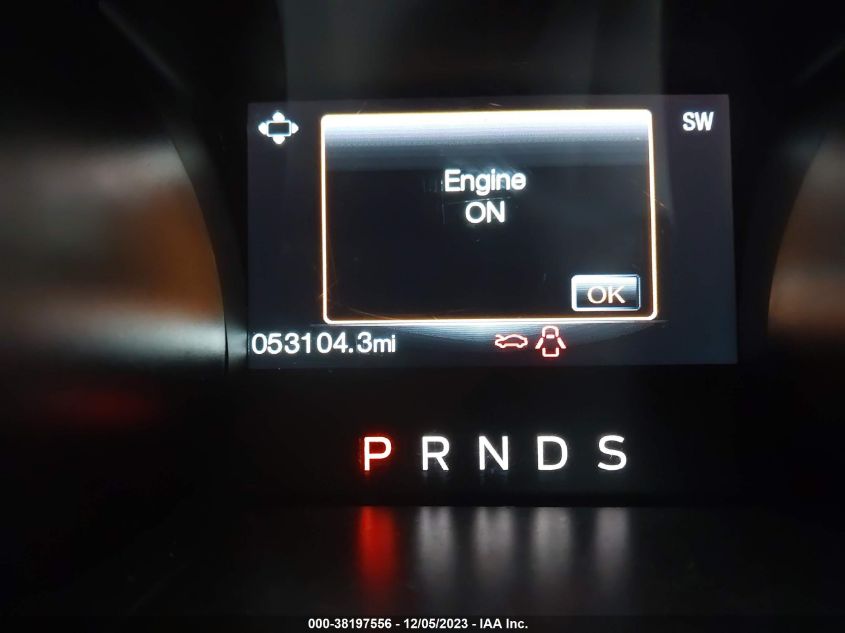 SW
Engine
ON
OK
053104.3mi
P R N D S
000-38197556 - 12/05/2023 - IAA Inc.